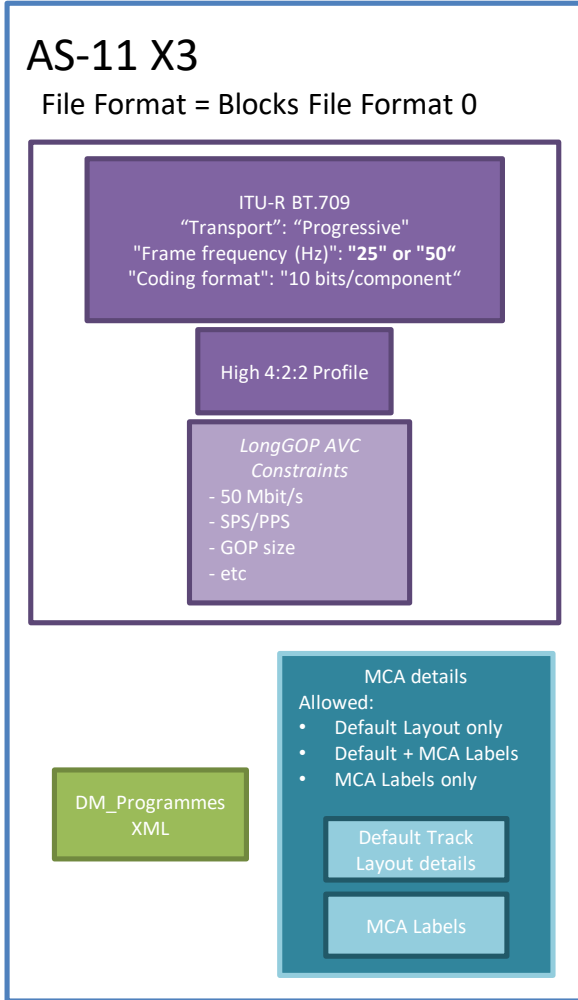 AS-11 X3
File Format = Blocks File Format 0
ITU-R BT.709
“Transport”: “Progressive"
"Frame frequency (Hz)": "25" or "50“
"Coding format": "10 bits/component“
High 4:2:2 Profile
LongGOP AVC
Constraints
- 50 Mbit/s
- SPS/PPS
- GOP size
- etc
MCA details
Allowed:
• Default Layout only
• Default + MCA Labels
• MCA Labels only
DM_Programmes
XML
Default Track
Layout details
MCA Labels